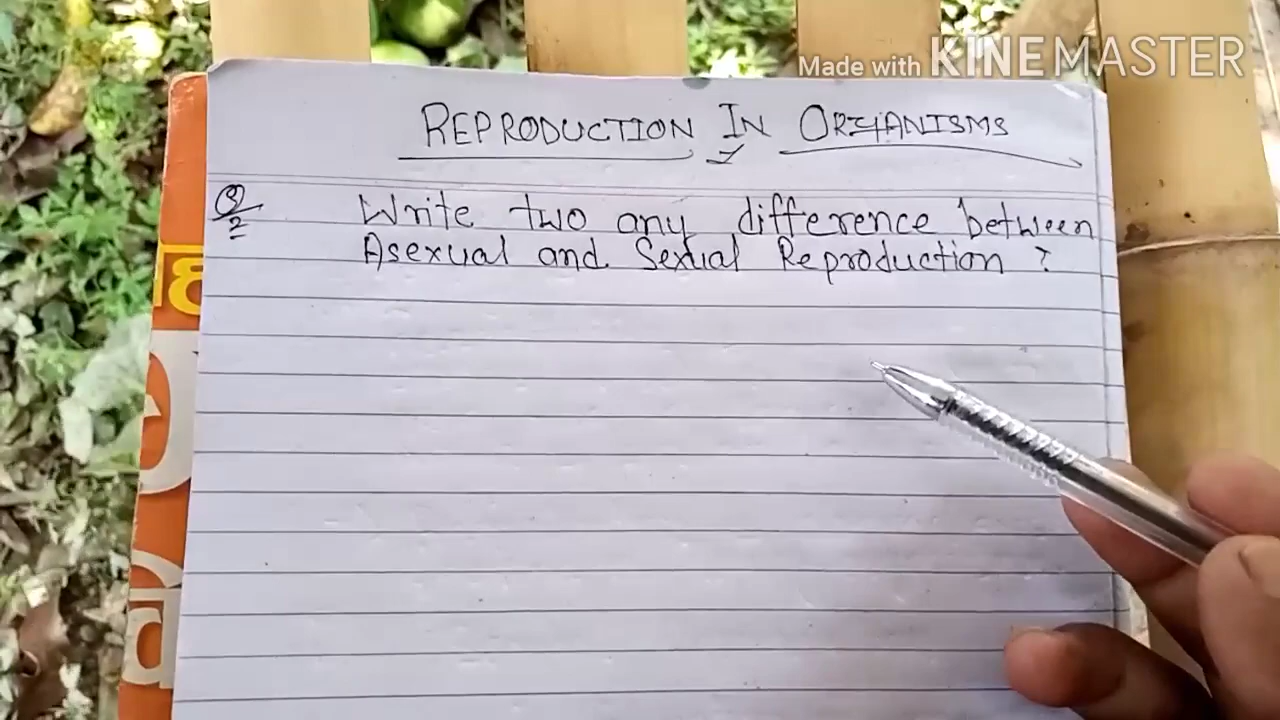 Made with KINEMASTER
REPRODUCTION IN ORGANISMS
Q2 Write two any difference between
Asexual and Sexual Reproduction ?